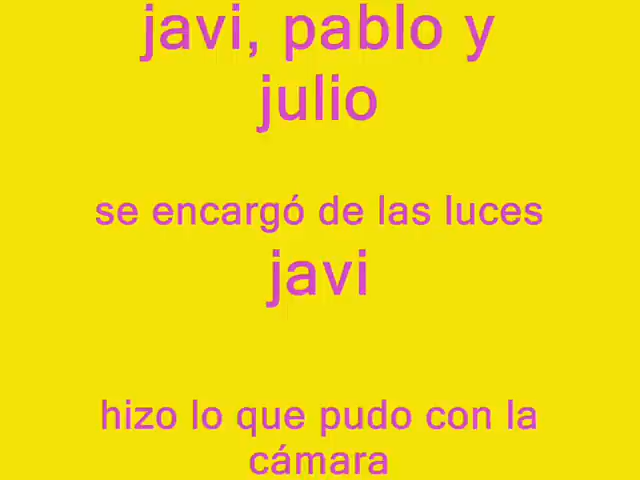 javi, pablo y
julio
se encargó de las luces
javi
hizo lo que pudo con la
cámara